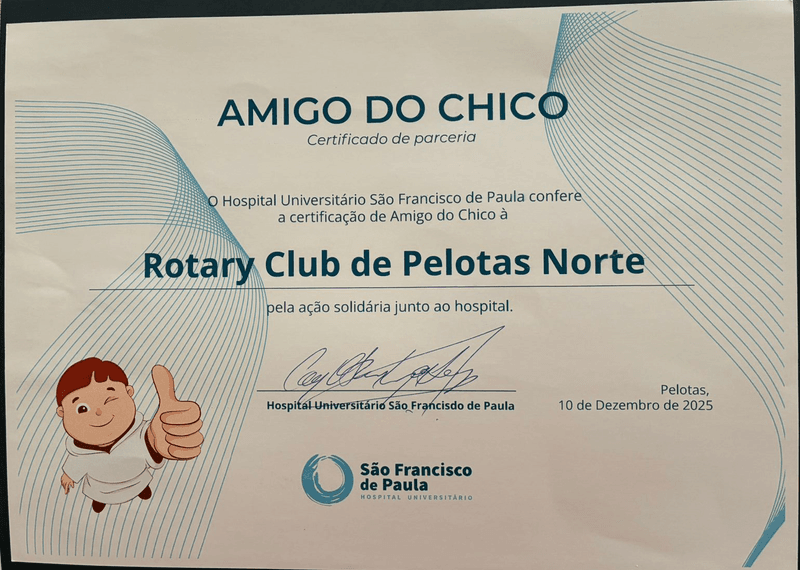 AMIGO DO CHICO
Certificado de parceria
O Hospital Universitário São Francisco de Paula confere
a certificação de Amigo do Chico à
Rotary Club de Pelotas Norte
pela ação solidária junto ao hospital.
Hospital Universitário São Francisdo de Paula
Pelotas,
10 de Dezembro de 2025
São Francisco
de Paula
HOSPITAL UNIVERSITÁRIO